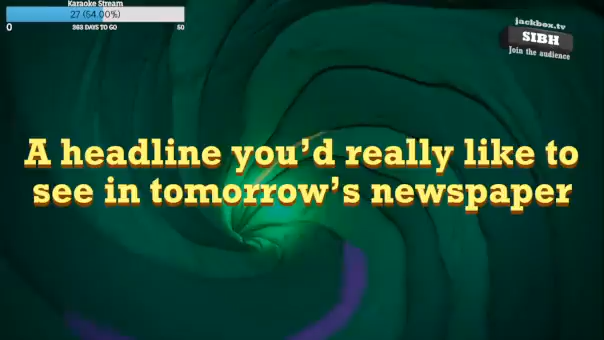 Karaoke Stream
27 (54.00%)
0
363 DAYS TO GO
50
jackbox.tv
SIBH
Join the audience
A headline you'd really like to
see in tomorrow's newspaper